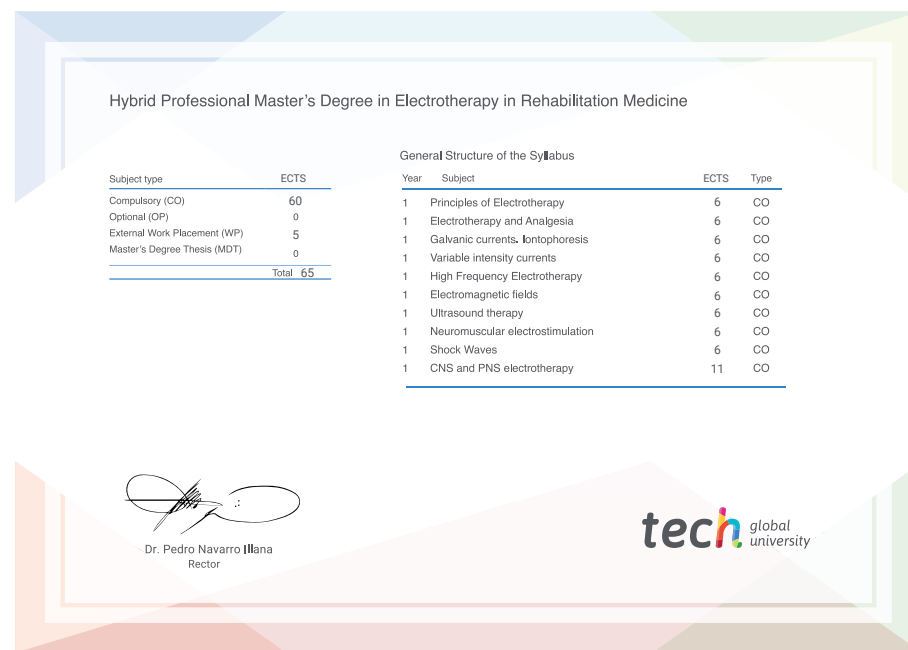 Hybrid Professional Master's Degree in Electrotherapy in Rehabilitation Medicine
Subject type ECTS
Compulsory (CO) 60
Optional (OP) 0
External Work Placement (WP) 5
Master's Degree Thesis (MDT) 0
Total 65
General Structure of the Syllabus
Year Subject ECTS Type
1 Principles of Electrotherapy 6 CO
1 Electrotherapy and Analgesia 6 CO
1 Galvanic currents. Iontophoresis 6 CO
1 Variable intensity currents 6 CO
1 High Frequency Electrotherapy 6 CO
1 Electromagnetic fields 6 CO
1 Ultrasound therapy 6 CO
1 Neuromuscular electrostimulation 6 CO
1 Shock Waves 6 CO
1 CNS and PNS electrotherapy 11 CO
Dr. Pedro Navarro Illana
Rector
tech global
university